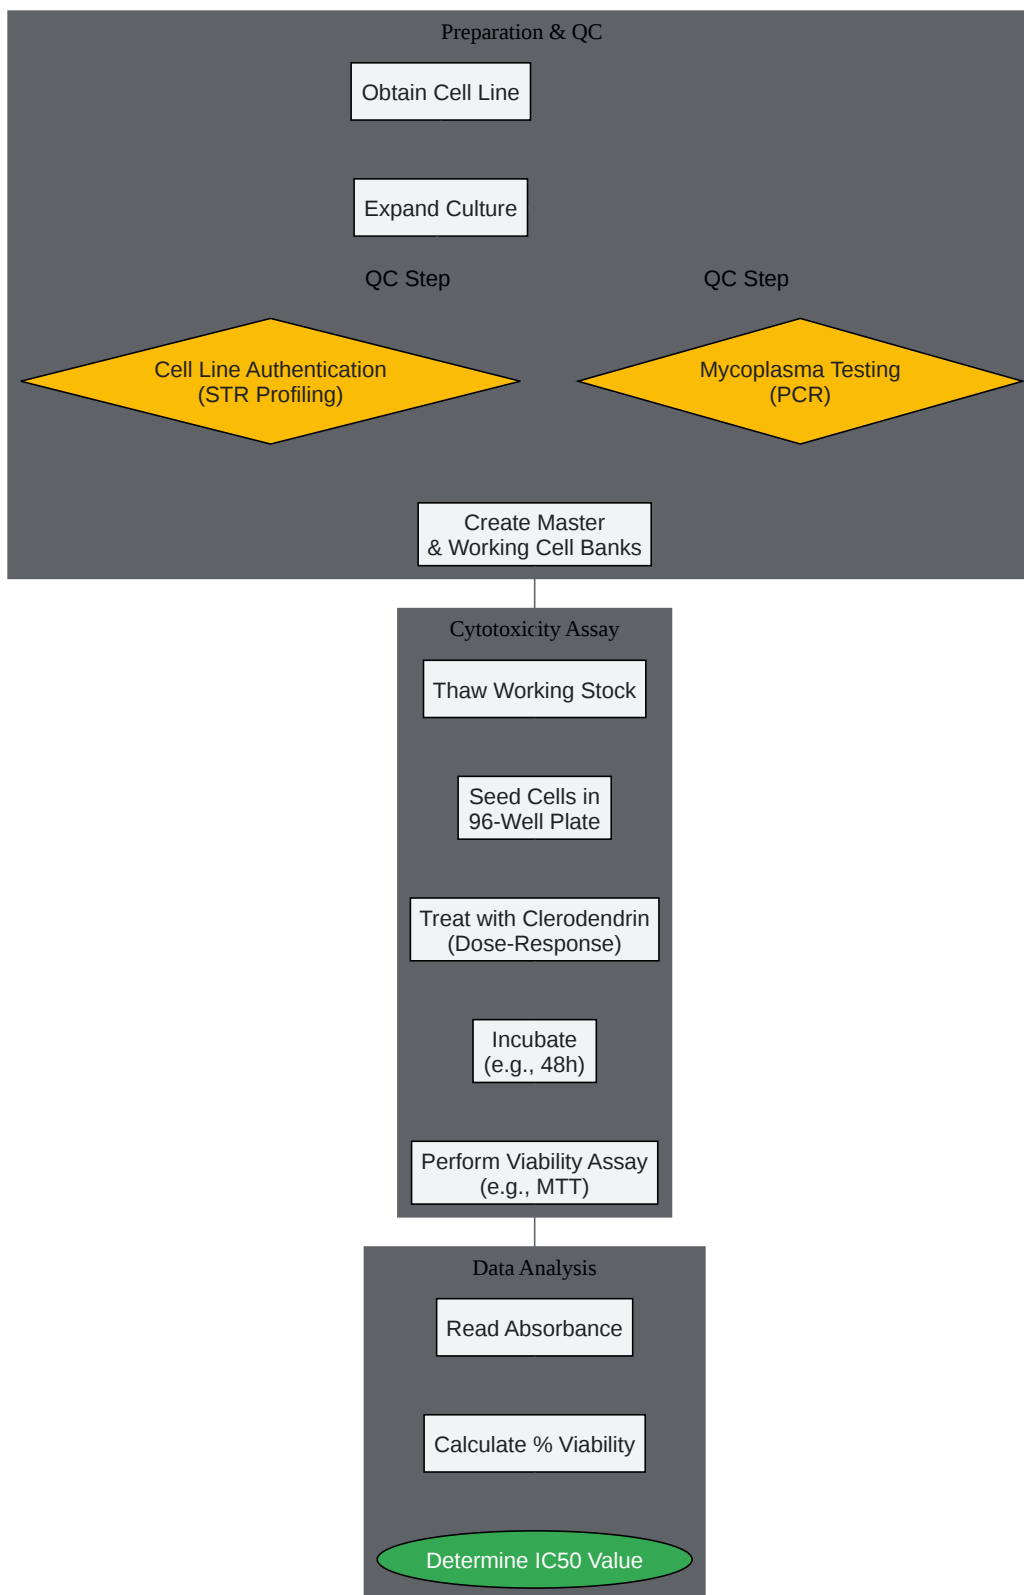 Preparation & QC
Obtain Cell Line
Expand Culture
QC Step
QC Step
Cell Line Authentication
(STR Profiling)
Mycoplasma Testing
(PCR)
Create Master
& Working Cell Banks
Cytotoxicity Assay
Thaw Working Stock
Seed Cells in
96-Well Plate
Treat with Clerodendrin
(Dose-Response)
Incubate
(e.g., 48h)
Perform Viability Assay
(e.g., MTT)
Data Analysis
Read Absorbance
Calculate % Viability
Determine IC50 Value